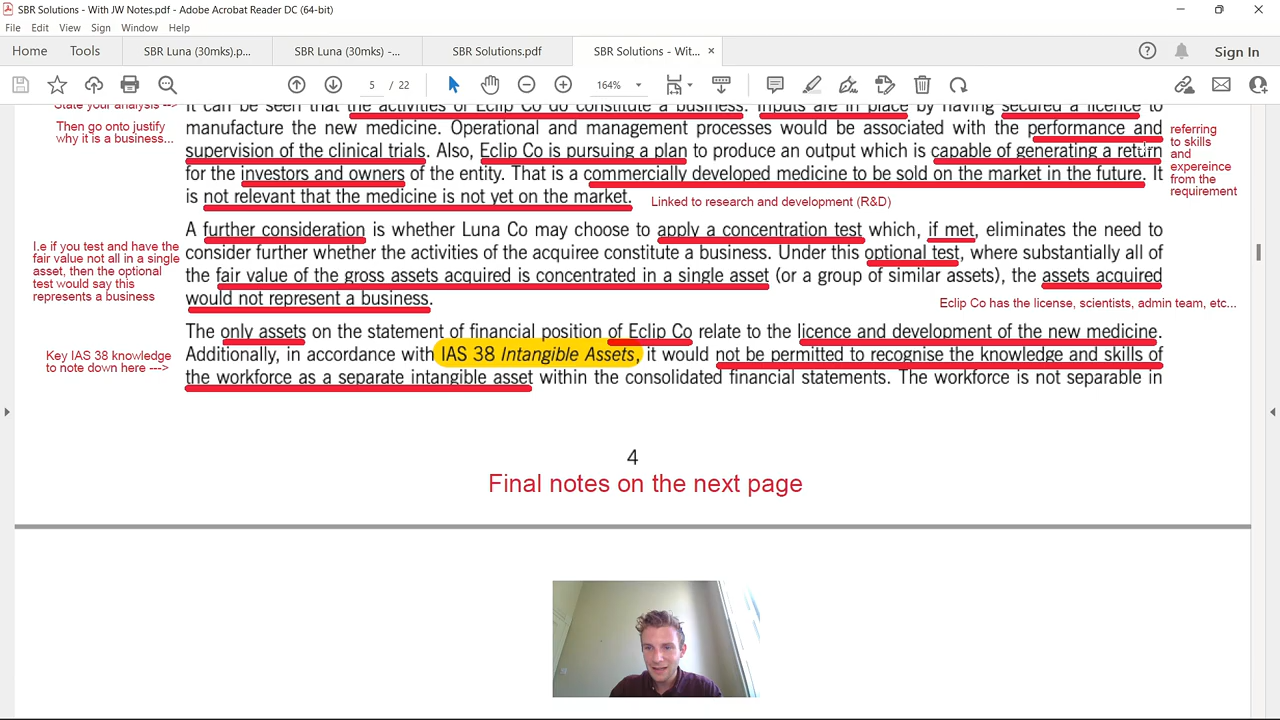 SBR Solutions - With JW Notes.pdf - Adobe Acrobat Reader DC (64-bit)
File Edit View Sign Window Help
Home Tools SBR Luna (30mks).p... SBR Luna (30mks) -... SBR Solutions.pdf SBR Solutions - Wit... × Sign In
5 / 22 164%
State your analysis -->
It can be seen that the activities of Eclip Co do constitute a business. Inputs are in place by having secured a licence to
Then go onto justify
why it is a business...
manufacture the new medicine. Operational and management processes would be associated with the performance and
supervision of the clinical trials. Also, Eclip Co is pursuing a plan to produce an output which is capable of generating a return
for the investors and owners of the entity. That is a commercially developed medicine to be sold on the market in the future. It
is not relevant that the medicine is not yet on the market.
referring
to skills
and
expereince
from the
requirement
Linked to research and development (R&D)
A further consideration is whether Luna Co may choose to apply a concentration test which, if met, eliminates the need to
consider further whether the activities of the acquiree constitute a business. Under this optional test, where substantially all of
the fair value of the gross assets acquired is concentrated in a single asset (or a group of similar assets), the assets acquired
would not represent a business.
I.e if you test and have the
fair value not all in a single
asset, then the optional
test would say this
represents a business
Eclip Co has the license, scientists, admin team, etc...
The only assets on the statement of financial position of Eclip Co relate to the licence and development of the new medicine.
Additionally, in accordance with IAS 38 Intangible Assets, it would not be permitted to recognise the knowledge and skills of
the workforce as a separate intangible asset within the consolidated financial statements. The workforce is not separable in
Key IAS 38 knowledge
to note down here --->
4
Final notes on the next page